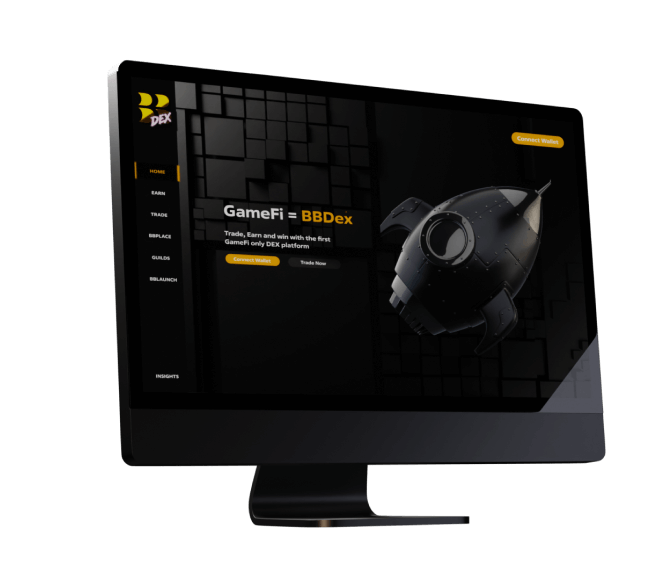 DEX
Connect Wallet
HOME
EARN
TRADE
BBPLACE
GUILDS
BBLAUNCH
INSIGHTS
GameFi = BBDex
Trade, Earn and win with the first
GameFi only DEX platform
Connect Wallet
Trade Now